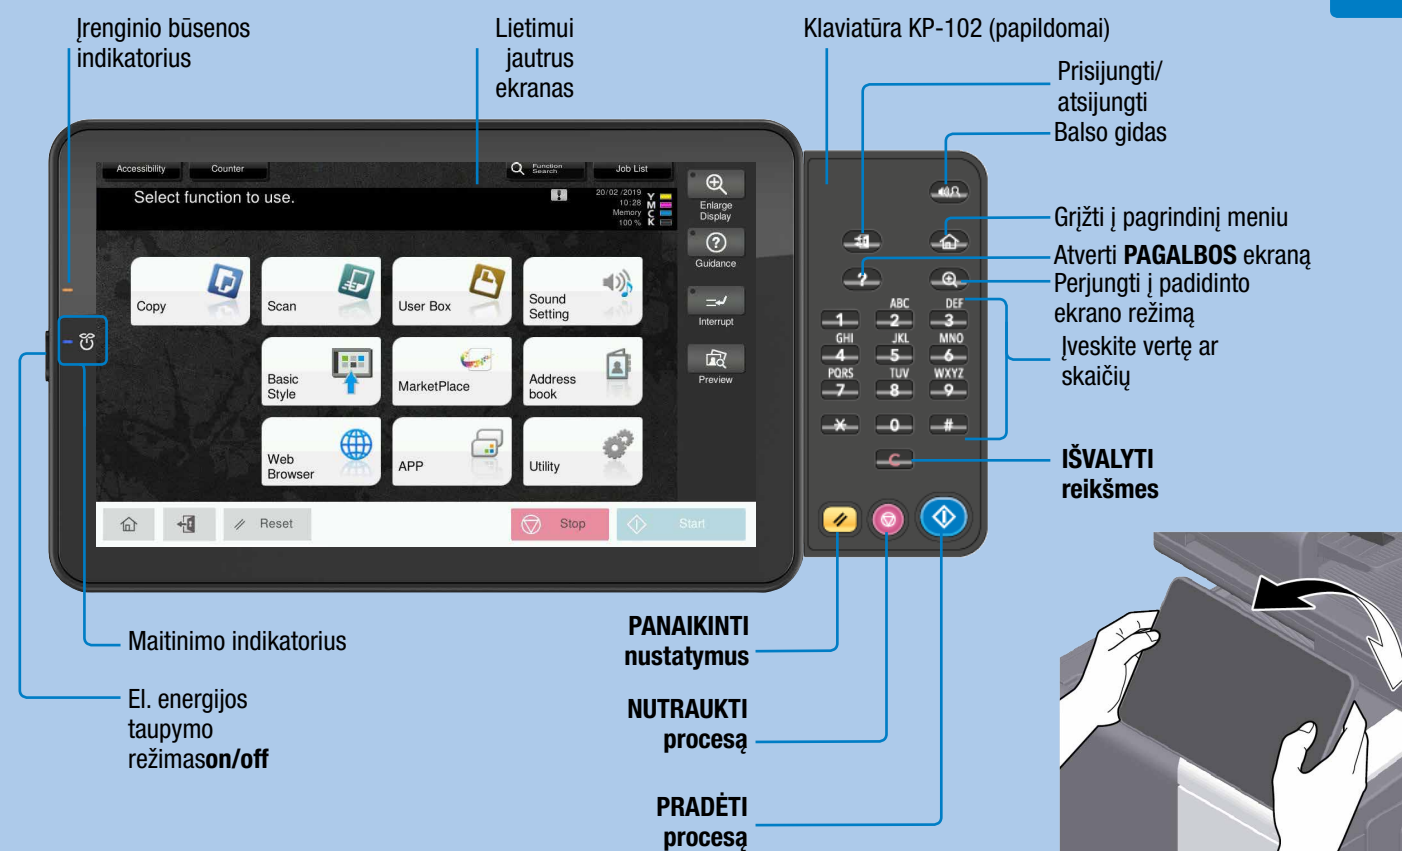 Įrenginio būsenos
indikatorius
Lietimui
jautrus
ekranas
Klaviatūra KP-102 (papildomai)
Prisijungti/
atsijungti
Balso gidas
Grįžti į pagrindinį meniu
Atverti PAGALBOS ekraną
Perjungti į padidinto
ekrano režimą
Įveskite vertę ar
skaičių
IŠVALYTI
reikšmes
Accessibility
Counter
Function
Search
Job List
Select function to use.
20/02 /2019
10:28
Memory
100 %
Y
M
C
K
Enlarge
Display
Guidance
Interrupt
Preview
Copy
Scan
User Box
Sound
Setting
Basic
Style
MarketPlace
Address
book
Web
Browser
APP
Utility
Reset
Stop
Start
?
ABC DEF
1 2 3
GHI JKL MNO
4 5 6
PQRS TUV WXYZ
7 8 9
0 #
C
Maitinimo indikatorius
El. energijos
taupymo
režimason/off
PANAIKINTI
nustatymus
NUTRAUKTI
procesą
PRADĖTI
procesą